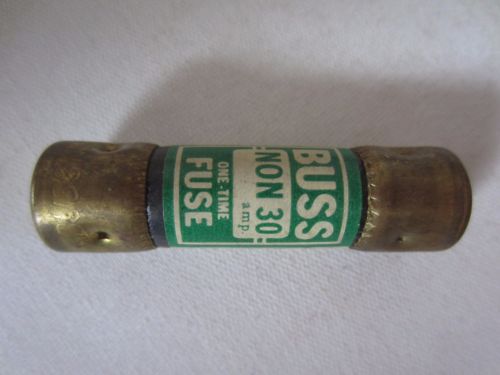 BUSS
NON 30
amp.
ONE-TIME
FUSE